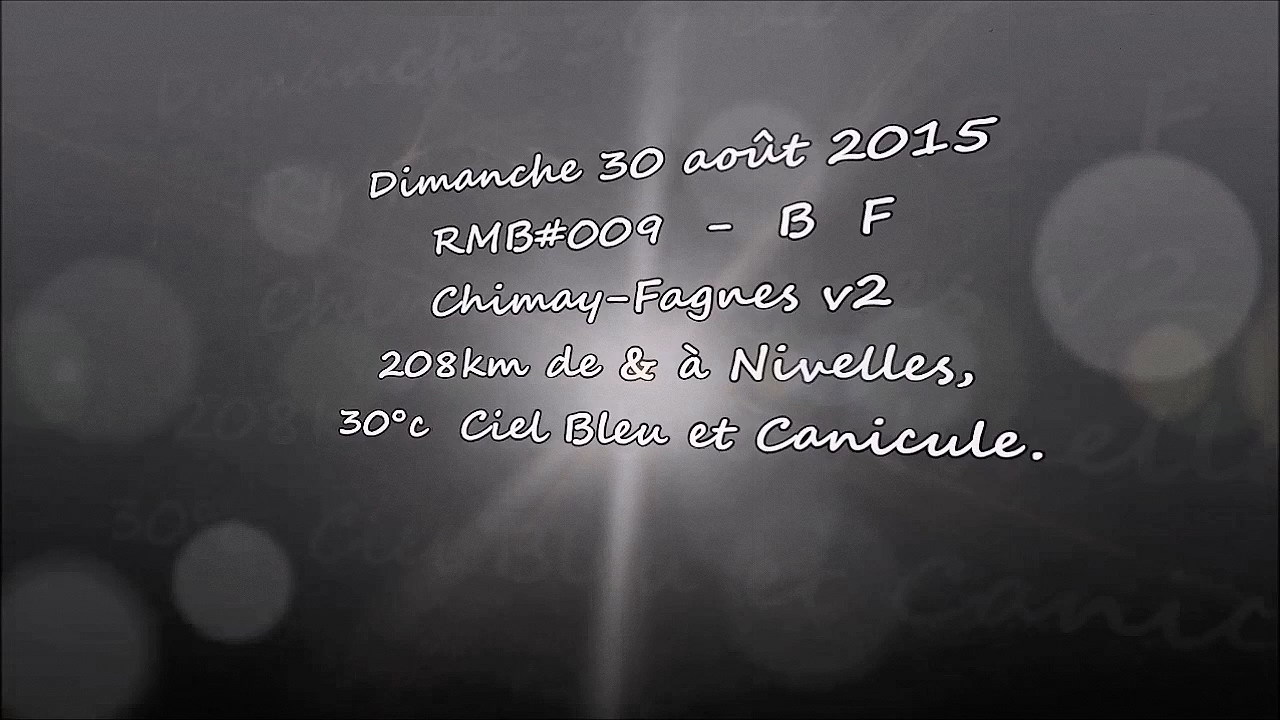 Dimanche 30 août 2015
RMB#009 - B F
Chimay-Fagnes v2
208km de & à Nivelles,
30°c Ciel Bleu et Canicule.